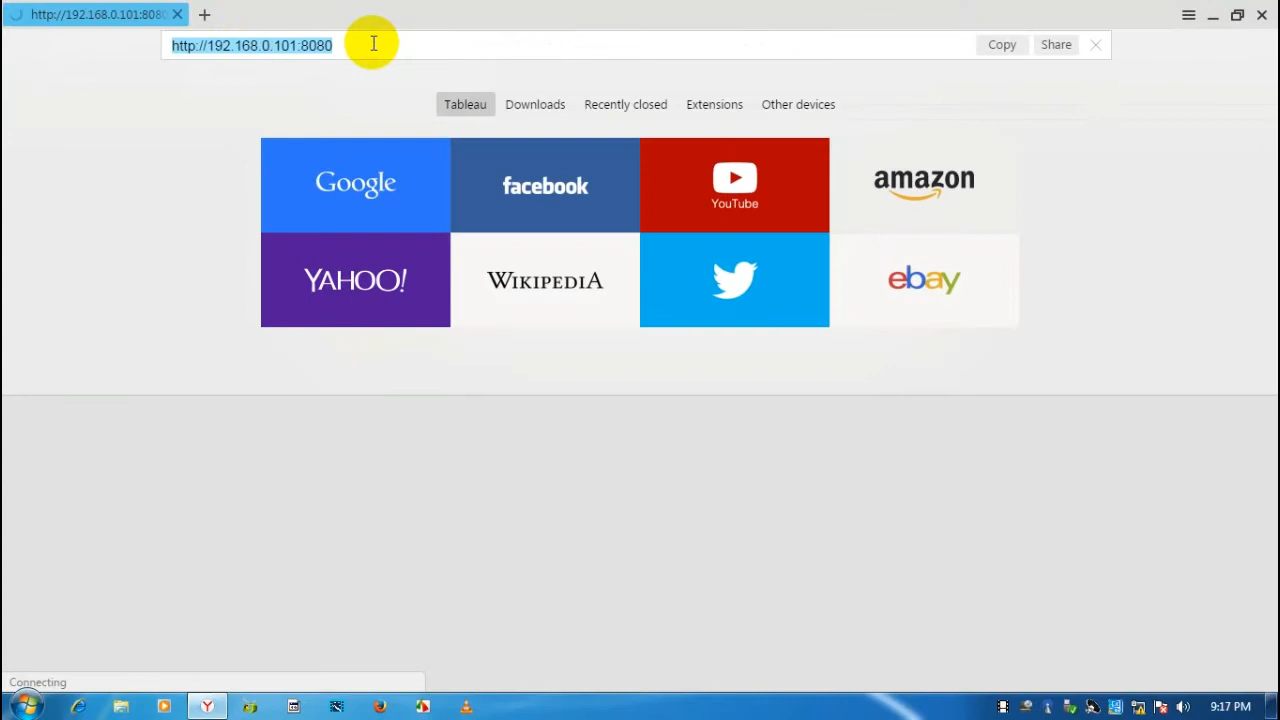 http://192.168.0.101:8080
http://192.168.0.101:8080
Copy
Share
Tableau
Downloads
Recently closed
Extensions
Other devices
Google
facebook
YouTube
amazon
YAHOO!
WIKIPEDIA
ebay
Connecting
9:17 PM